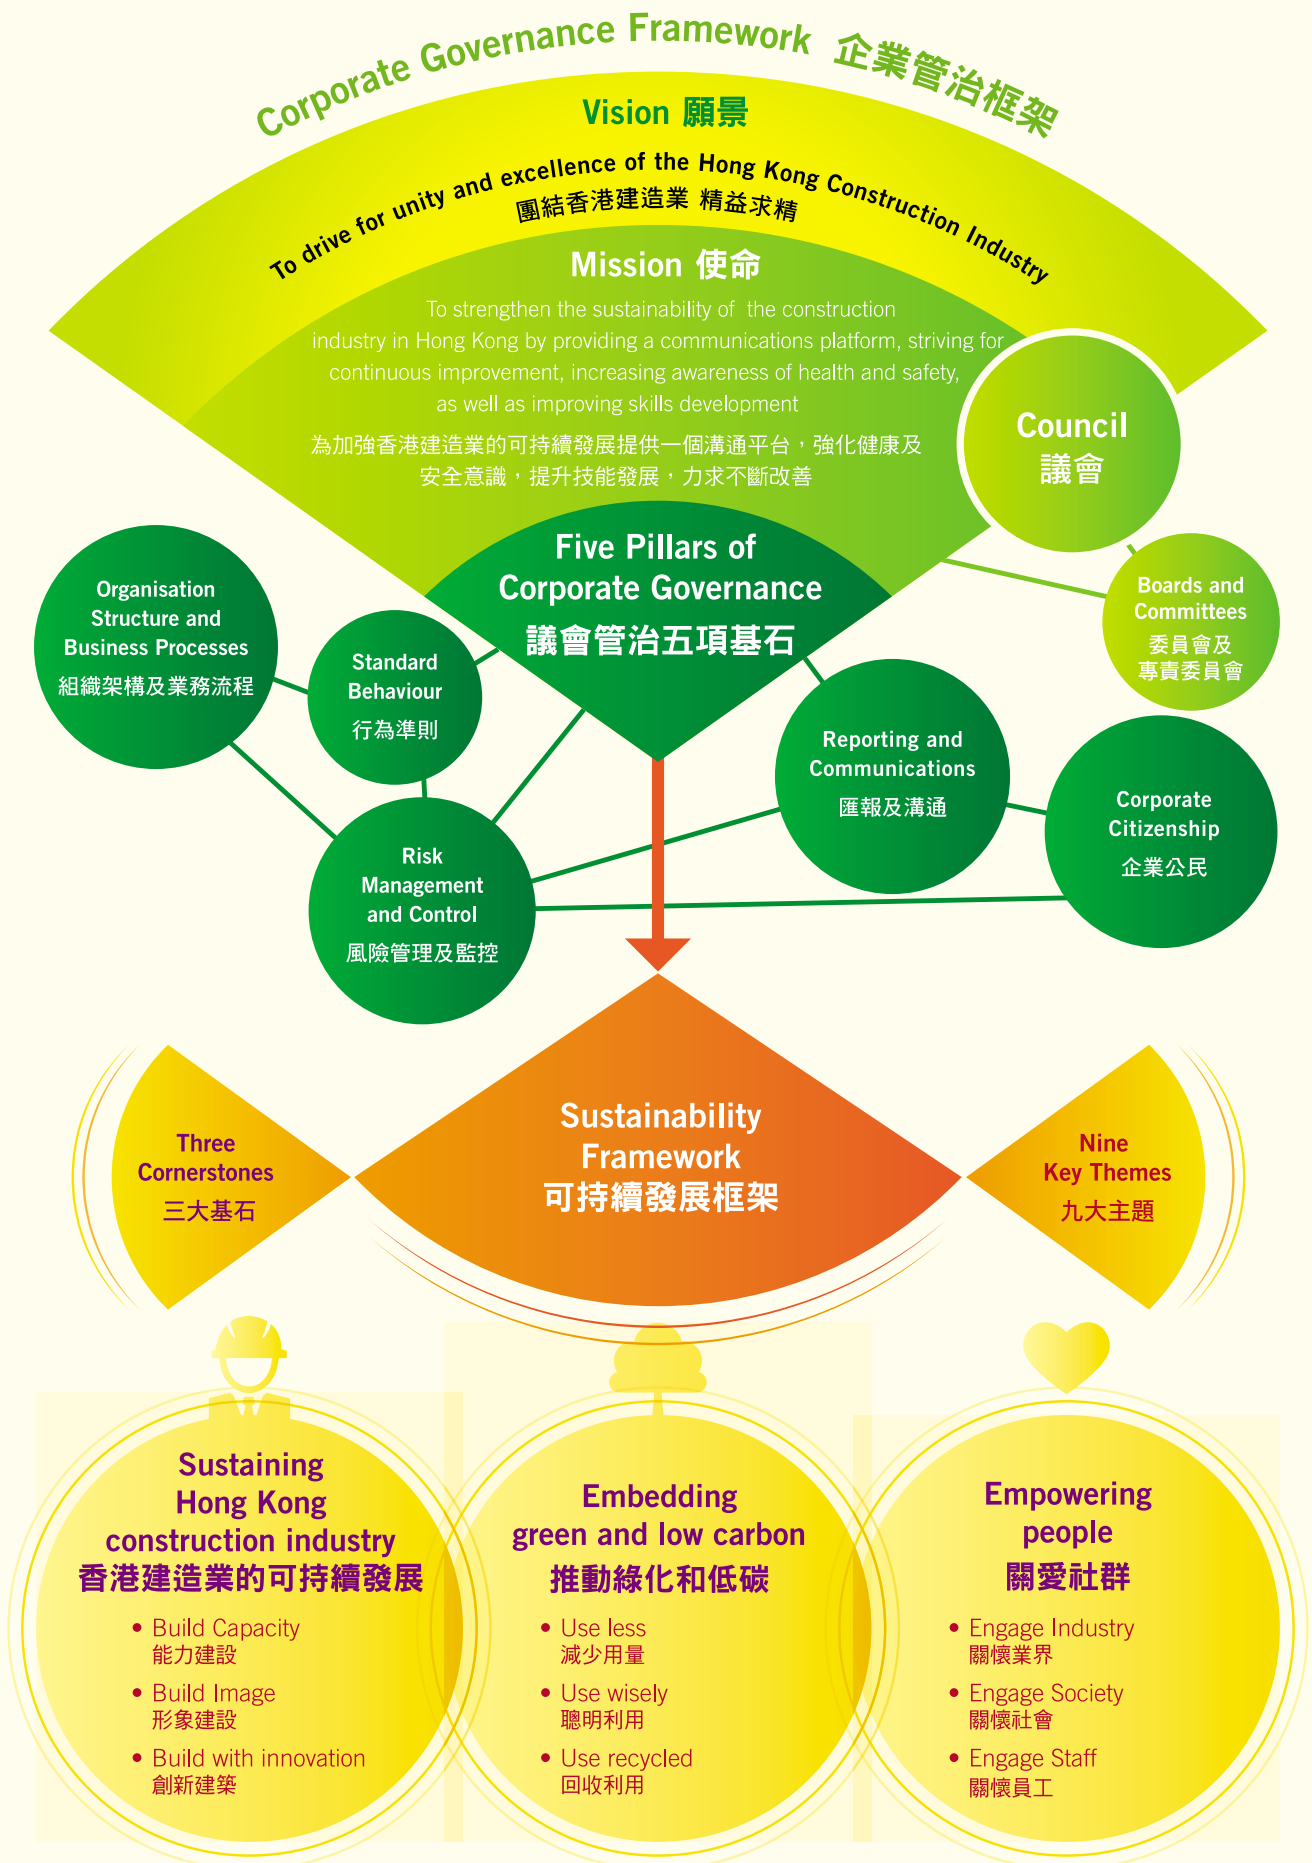 Corporate Governance Framework 企業管治框架
Vision 願景
To drive for unity and excellence of the Hong Kong Construction Industry
團結香港建造業 精益求精
Mission 使命
To strengthen the sustainability of the construction
industry in Hong Kong by providing a communications platform, striving for
continuous improvement, increasing awareness of health and safety,
as well as improving skills development
為加強香港建造業的可持續發展提供一個溝通平台，強化健康及
安全意識，提升技能發展，力求不斷改善
Council
議會
Boards and
Committees
委員會及
專責委員會
Five Pillars of
Corporate Governance
議會管治五項基石
Organisation
Structure and
Business Processes
組織架構及業務流程
Standard
Behaviour
行為準則
Risk
Management
and Control
風險管理及監控
Reporting and
Communications
匯報及溝通
Corporate
Citizenship
企業公民
Three
Cornerstones
三大基石
Sustainability
Framework
可持續發展框架
Nine
Key Themes
九大主題
Sustaining
Hong Kong
construction industry
香港建造業的可持續發展
• Build Capacity
能力建設
• Build Image
形象建設
• Build with innovation
創新建築
Embedding
green and low carbon
推動綠化和低碳
• Use less
減少用量
• Use wisely
聰明利用
• Use recycled
回收利用
Empowering
people
關愛社群
• Engage Industry
關懷業界
• Engage Society
關懷社會
• Engage Staff
關懷員工